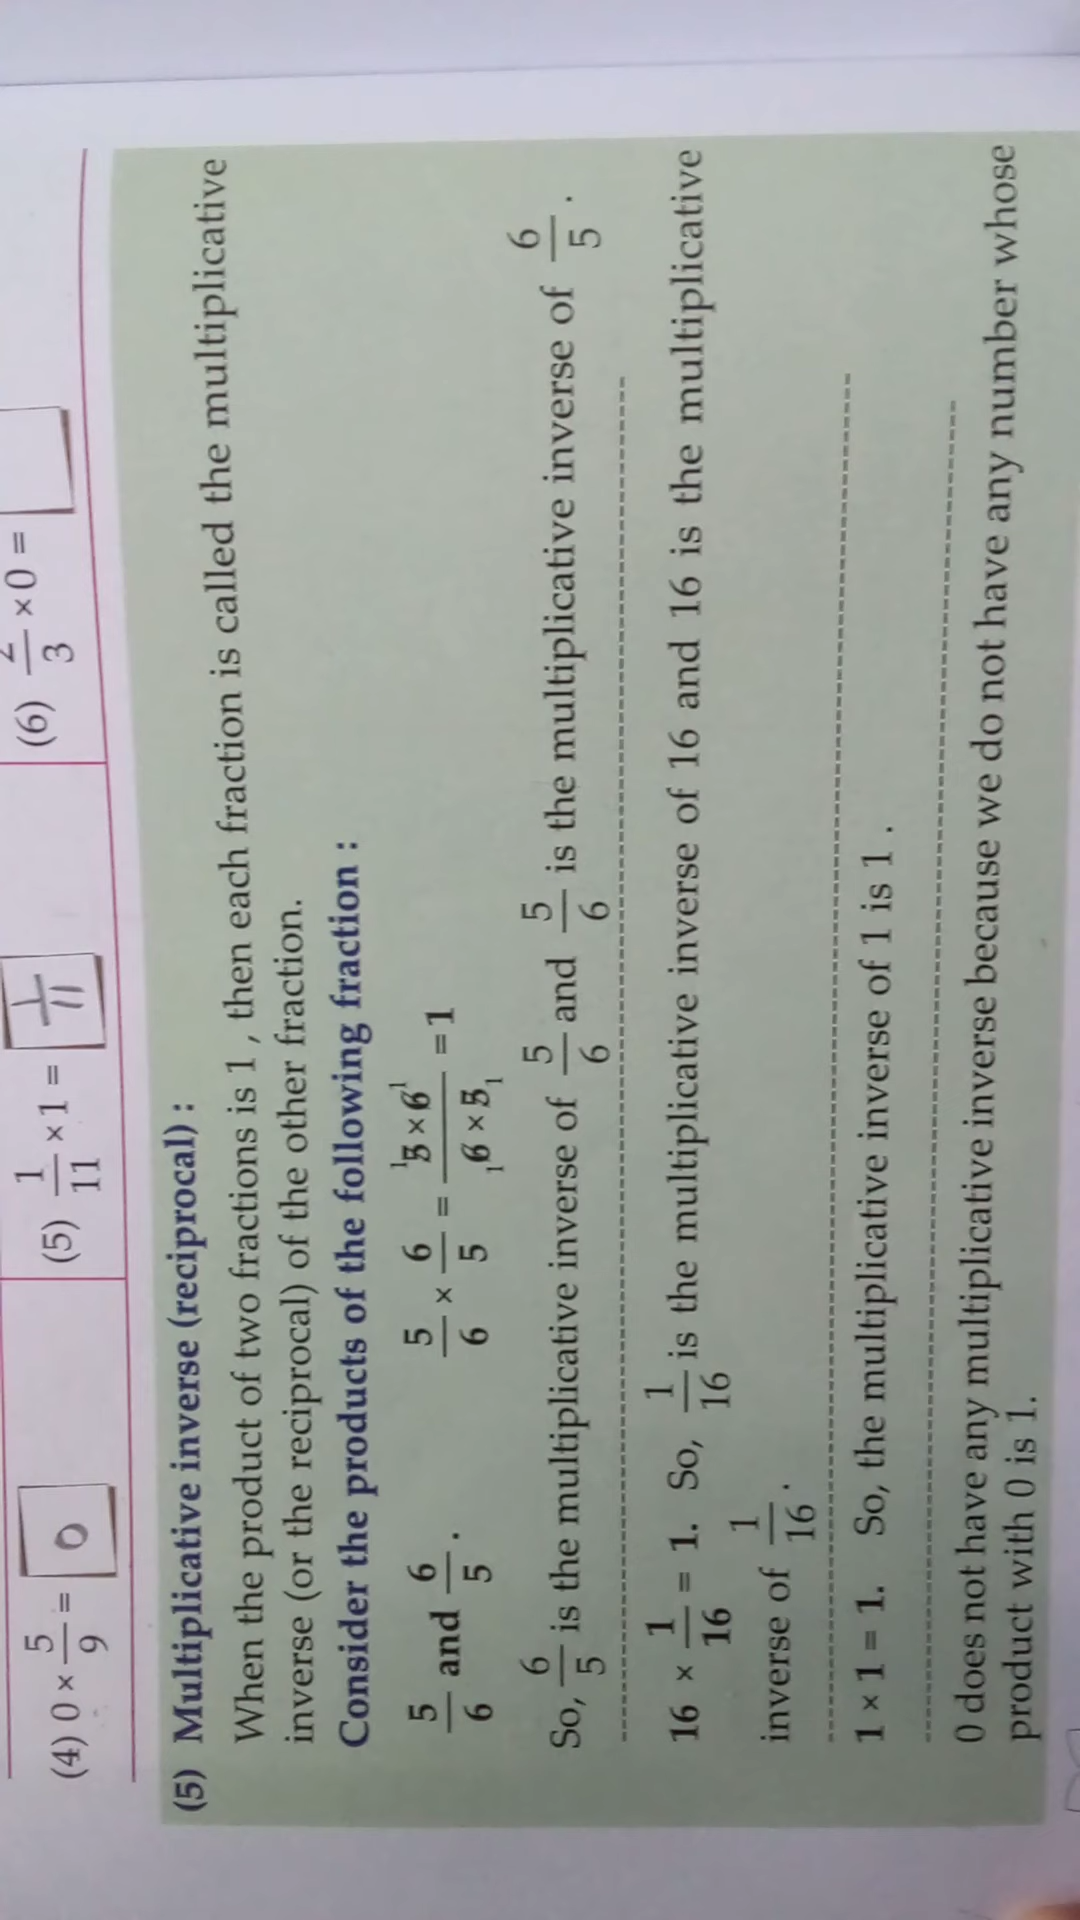 (4) 0 × 5/9 = 0 (5) 1/11 × 1 = 1/11 (6) 2/3 × 0 =
(5) Multiplicative inverse (reciprocal) :
When the product of two fractions is 1 , then each fraction is called the multiplicative
inverse (or the reciprocal) of the other fraction.
Consider the products of the following fraction :
5/6 and 6/5 . 5/6 × 6/5 = ¹5 × 6¹ / ₁6 × 5₁ = 1
So, 6/5 is the multiplicative inverse of 5/6 and 5/6 is the multiplicative inverse of 6/5 .
16 × 1/16 = 1. So, 1/16 is the multiplicative inverse of 16 and 16 is the multiplicative
inverse of 1/16 .
1 × 1 = 1. So, the multiplicative inverse of 1 is 1 .
0 does not have any multiplicative inverse because we do not have any number whose
product with 0 is 1.